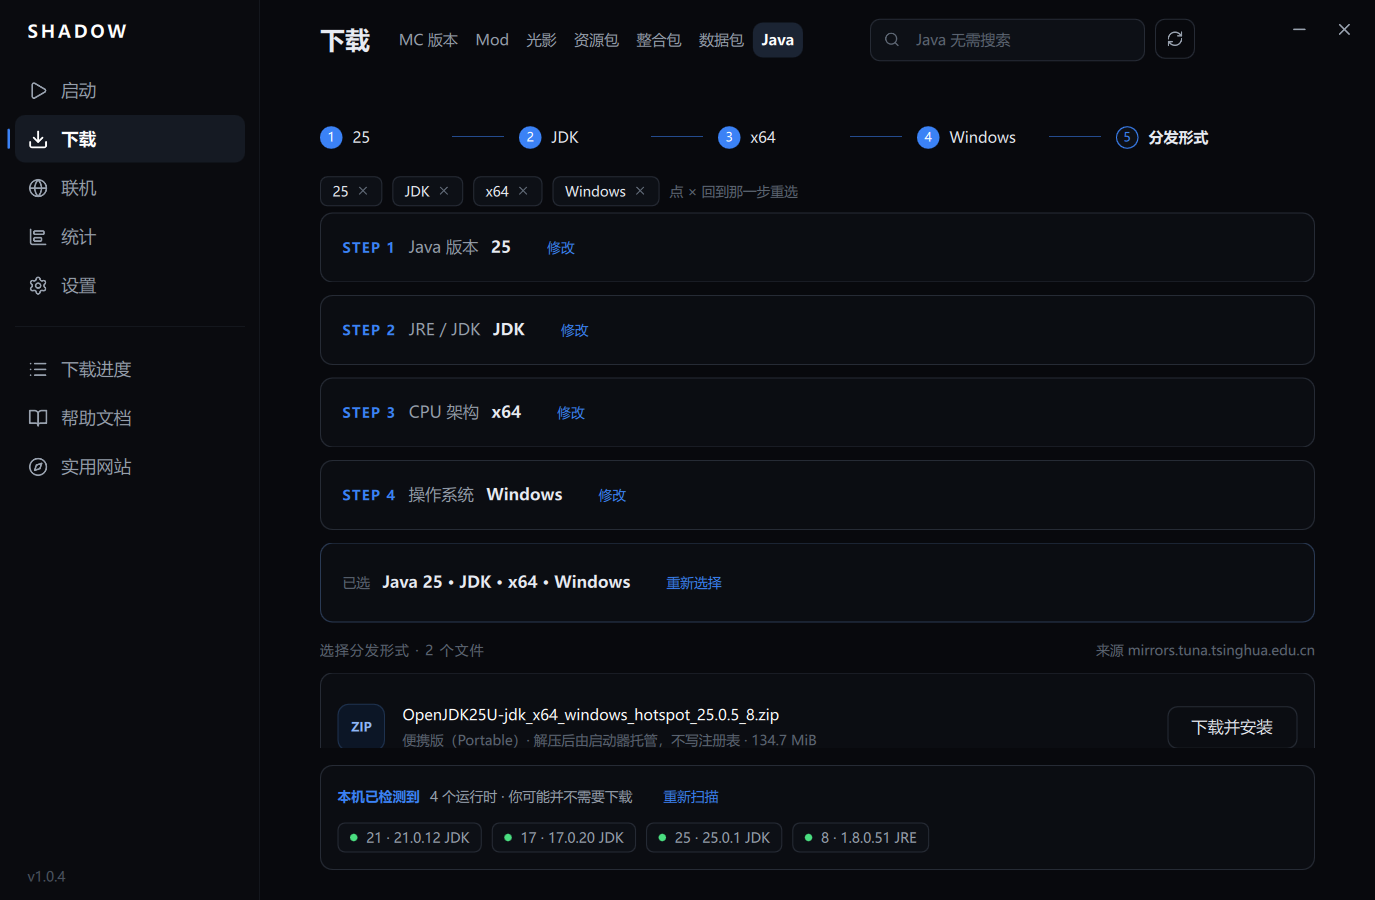 SHADOW
启动
下载
联机
统计
设置
下载进度
帮助文档
实用网站
v1.0.4
下载 MC 版本 Mod 光影 资源包 整合包 数据包 Java
Java 无需搜索
1 25 2 JDK 3 x64 4 Windows 5 分发形式
25 × JDK × x64 × Windows × 点 × 回到那一步重选
STEP 1 Java 版本 25 修改
STEP 2 JRE / JDK JDK 修改
STEP 3 CPU 架构 x64 修改
STEP 4 操作系统 Windows 修改
已选 Java 25 • JDK • x64 • Windows 重新选择
选择分发形式 · 2 个文件 来源 mirrors.tuna.tsinghua.edu.cn
ZIP
OpenJDK25U-jdk_x64_windows_hotspot_25.0.5_8.zip
便携版（Portable）· 解压后由启动器托管，不写注册表 · 134.7 MiB
下载并安装
本机已检测到 4 个运行时 · 你可能并不需要下载 重新扫描
21 · 21.0.12 JDK 17 · 17.0.20 JDK 25 · 25.0.1 JDK 8 · 1.8.0.51 JRE